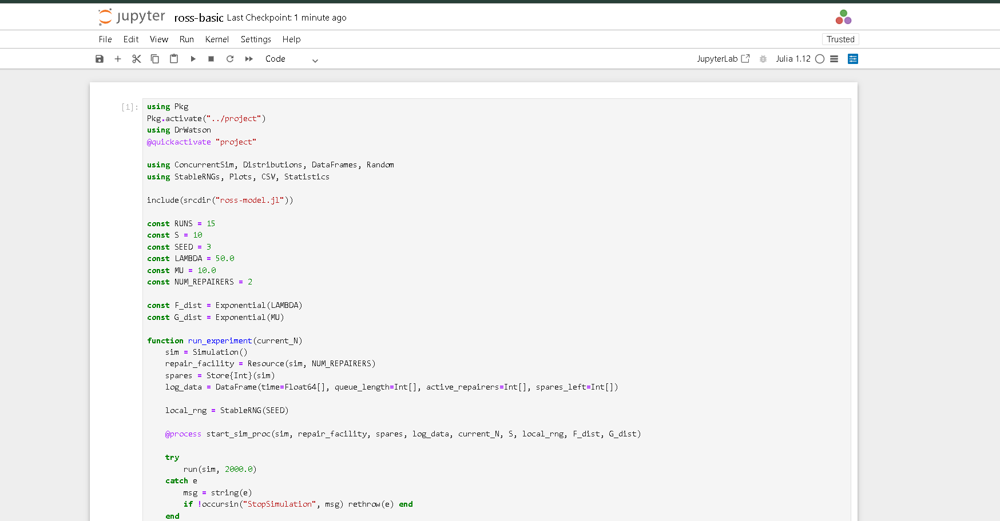 jupyter ross-basic Last Checkpoint: 1 minute ago
File Edit View Run Kernel Settings Help
Trusted
Code
JupyterLab
Julia 1.12
[1]:
using Pkg
Pkg.activate("../project")
using DrWatson
@quickactivate "project"
using ConcurrentSim, Distributions, DataFrames, Random
using StableRNGs, Plots, CSV, Statistics
include(srcdir("ross-model.jl"))
const RUNS = 15
const S = 10
const SEED = 3
const LAMBDA = 50.0
const MU = 10.0
const NUM_REPAIRERS = 2
const F_dist = Exponential(LAMBDA)
const G_dist = Exponential(MU)
function run_experiment(current_N)
    sim = Simulation()
    repair_facility = Resource(sim, NUM_REPAIRERS)
    spares = Store{Int}(sim)
    log_data = DataFrame(time=Float64[], queue_length=Int[], active_repairers=Int[], spares_left=Int[])
    local_rng = StableRNG(SEED)
    @process start_sim_proc(sim, repair_facility, spares, log_data, current_N, S, local_rng, F_dist, G_dist)
    try
        run(sim, 2000.0)
    catch e
        msg = string(e)
        if !occursin("StopSimulation", msg) rethrow(e) end
    end